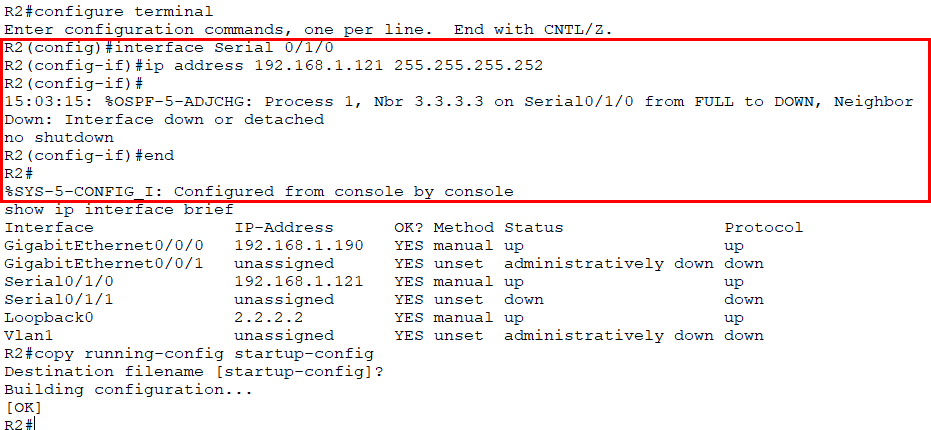 R2#configure terminal
Enter configuration commands, one per line.  End with CNTL/Z.
R2(config)#interface Serial 0/1/0
R2(config-if)#ip address 192.168.1.121 255.255.255.252
R2(config-if)#
15:03:15: %OSPF-5-ADJCHG: Process 1, Nbr 3.3.3.3 on Serial0/1/0 from FULL to DOWN, Neighbor
Down: Interface down or detached
no shutdown
R2(config-if)#end
R2#
%SYS-5-CONFIG_I: Configured from console by console
show ip interface brief
Interface              IP-Address      OK? Method Status                Protocol
GigabitEthernet0/0/0   192.168.1.190   YES manual up                    up
GigabitEthernet0/0/1   unassigned      YES unset  administratively down down
Serial0/1/0            192.168.1.121   YES manual up                    up
Serial0/1/1            unassigned      YES unset  down                  down
Loopback0              2.2.2.2         YES manual up                    up
Vlan1                  unassigned      YES unset  administratively down down
R2#copy running-config startup-config
Destination filename [startup-config]?
Building configuration...
[OK]
R2#